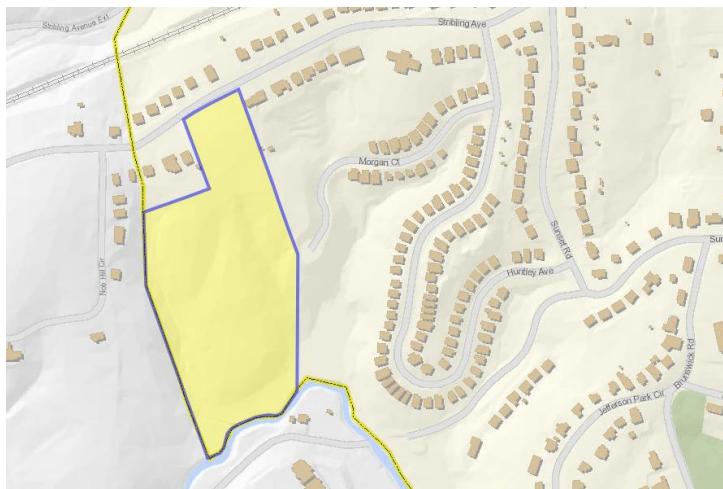 Stribling Avenue Ext
Stribling Ave
Morgan Ct
Sunset Rd
Sun
Nob Hill Cir
Huntley Ave
Brunswick Rd
Jefferson Park Cir